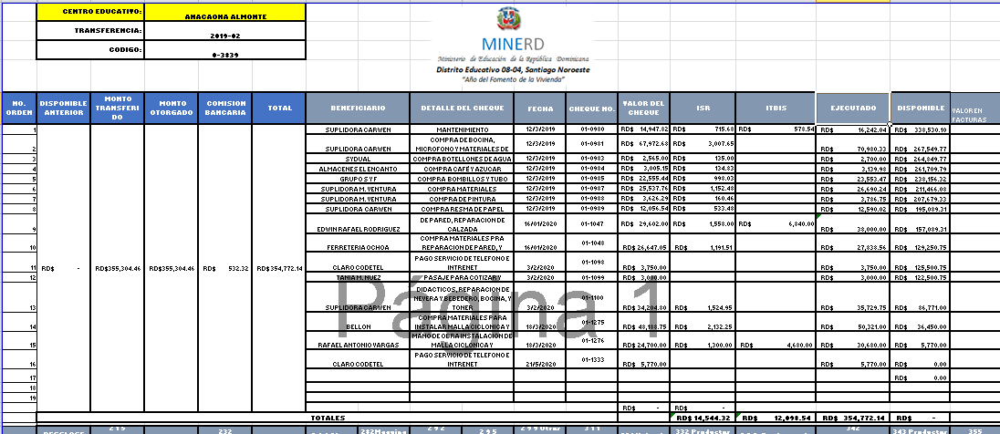 CENTRO EDUCATIVO: ANACAONA ALMONTE
TRANSFERENCIA: 2019-02
CODIGO: 0-3839
MINERD
Ministerio de Educación de la República Dominicana
Distrito Educativo 08-04, Santiago Noroeste
"Año del Fomento de la Vivienda"
NO. ORDEN DISPONIBLE ANTERIOR MONTO TRANSFERIDO MONTO OTORGADO COMISION BANCARIA TOTAL BENEFICIARIO DETALLE DEL CHEQUE FECHA CHEQUE NO. VALOR DEL CHEQUE ISR ITBIS EJECUTADO DISPONIBLE VALOR EN FACTURAS
1 SUPLIDORA CARWEN MANTENIMIENTO 12/3/2019 01-0980 RD$ 14,947.82 RD$ 715.68 RD$ 578.54 RD$ 16,242.04 RD$ 338,530.10
2 SUPLIDORA CARWEN COMPRA DE BOCINA, MICROFONO Y MATERIALES DE 12/3/2019 01-0981 RD$ 67,972.68 RD$ 3,007.65 RD$ 70,980.33 RD$ 267,549.77
3 SYDUAL COMPRA BOTELLONES DE AGUA 12/3/2019 01-0983 RD$ 2,565.00 RD$ 135.00 RD$ 2,700.00 RD$ 264,849.77
4 ALMACENES EL ENCANTO COMPRA CAFÉ Y AZUCAR 12/3/2019 01-0984 RD$ 3,005.15 RD$ 134.83 RD$ 3,139.98 RD$ 261,709.79
5 GRUPO S Y F COMPRA BOMBILLOS Y TUBO 12/3/2019 01-0985 RD$ 22,555.44 RD$ 998.03 RD$ 23,553.47 RD$ 238,156.32
6 SUPLIDORA M. VENTURA COMPRA MATERIALES 12/3/2019 01-0987 RD$ 25,537.76 RD$ 1,152.48 RD$ 26,690.24 RD$ 211,466.08
7 SUPLIDORA M. VENTURA COMPRA DE PINTURA 12/3/2019 01-0988 RD$ 3,626.29 RD$ 160.46 RD$ 3,786.75 RD$ 207,679.33
8 SUPLIDORA CARWEN COMPRA RESMA DE PAPEL 12/3/2019 01-0989 RD$ 12,056.54 RD$ 533.48 RD$ 12,590.02 RD$ 195,089.31
9 EDWIN RAFAEL RODRIGUEZ DE PARED, REPARACION DE CALZADA 16/01/2020 01-1047 RD$ 29,602.00 RD$ 1,558.00 RD$ 6,840.00 RD$ 38,000.00 RD$ 157,089.31
10 FERRETERIA OCHOA COMPRA MATERIALES PRA REPARACION DE PARED, Y 16/01/2020 01-1048 RD$ 26,647.05 RD$ 1,191.51 RD$ 27,838.56 RD$ 129,250.75
11 RD$ - RD$355,304.46 RD$355,304.46 RD$ 532.32 RD$354,772.14 CLARO CODETEL PAGO SERVICIO DE TELEFONO E INTRENET 3/2/2020 01-1098 RD$ 3,750.00 RD$ 3,750.00 RD$ 125,500.75
12 TANIA M. NUEZ PASAJE PARA COTIZAR Y 3/2/2020 01-1099 RD$ 3,000.00 RD$ 3,000.00 RD$ 122,500.75
13 SUPLIDORA CARWEN DIDACTICOS, REPARACION DE NEVERA Y BEBEDERO, BOCINA, Y TONER 3/2/2020 01-1100 RD$ 34,204.80 RD$ 1,524.95 RD$ 35,729.75 RD$ 86,771.00
14 BELLON COMPRA MATERIALES PARA INSTALAR MALLA CICLONICA Y 18/3/2020 01-1275 RD$ 48,188.75 RD$ 2,132.25 RD$ 50,321.00 RD$ 36,450.00
15 RAFAEL ANTONIO VARGAS MANO DE OBRA INSTALACION DE MALLA CICLONICA Y 18/3/2020 01-1276 RD$ 24,700.00 RD$ 1,300.00 RD$ 4,680.00 RD$ 30,680.00 RD$ 5,770.00
16 CLARO CODETEL PAGO SERVICIO DE TELEFONO E INTRENET 21/5/2020 01-1333 RD$ 5,770.00 RD$ 5,770.00 RD$ 0.00
17 RD$ 0.00
18
19
RD$ - RD$ -
TOTALES RD$ 14,544.32 RD$ 12,098.54 RD$ 354,772.14 RD$ -
Página 1
232 292 295 311 342 343 Productor 355